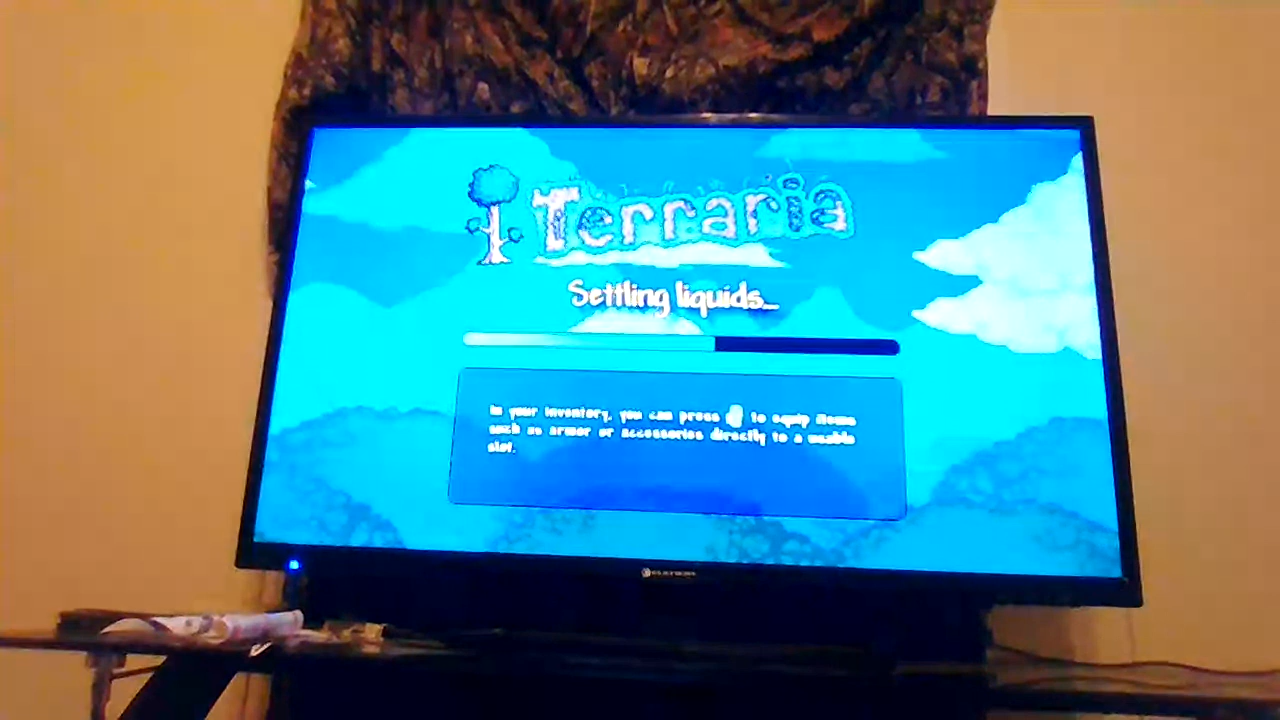 Terraria
Settling liquids...
In your inventory, you can press to equip items
such as armor or accessories directly to a usable
slot.